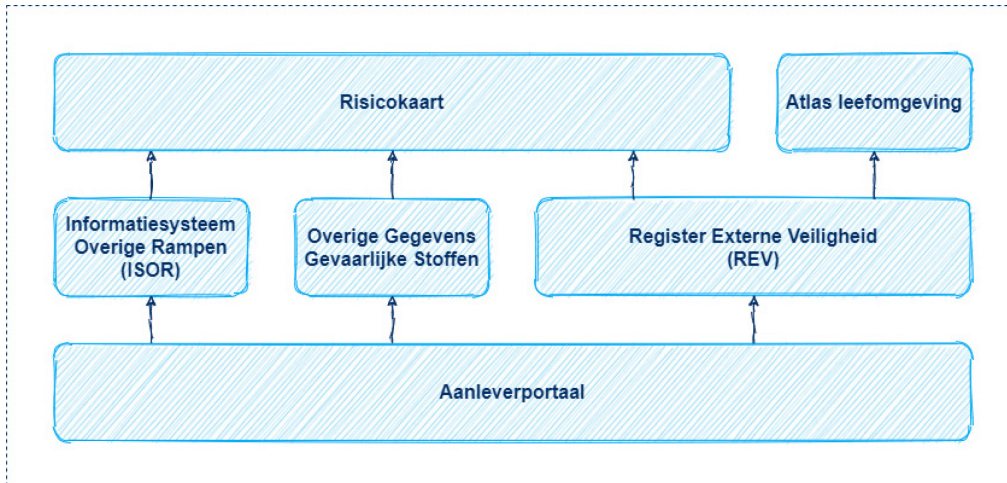 Risicokaart
Atlas leefomgeving
Informatiesysteem
Overige Rampen
(ISOR)
Overige Gegevens
Gevaarlijke Stoffen
Register Externe Veiligheid
(REV)
Aanleverportaal